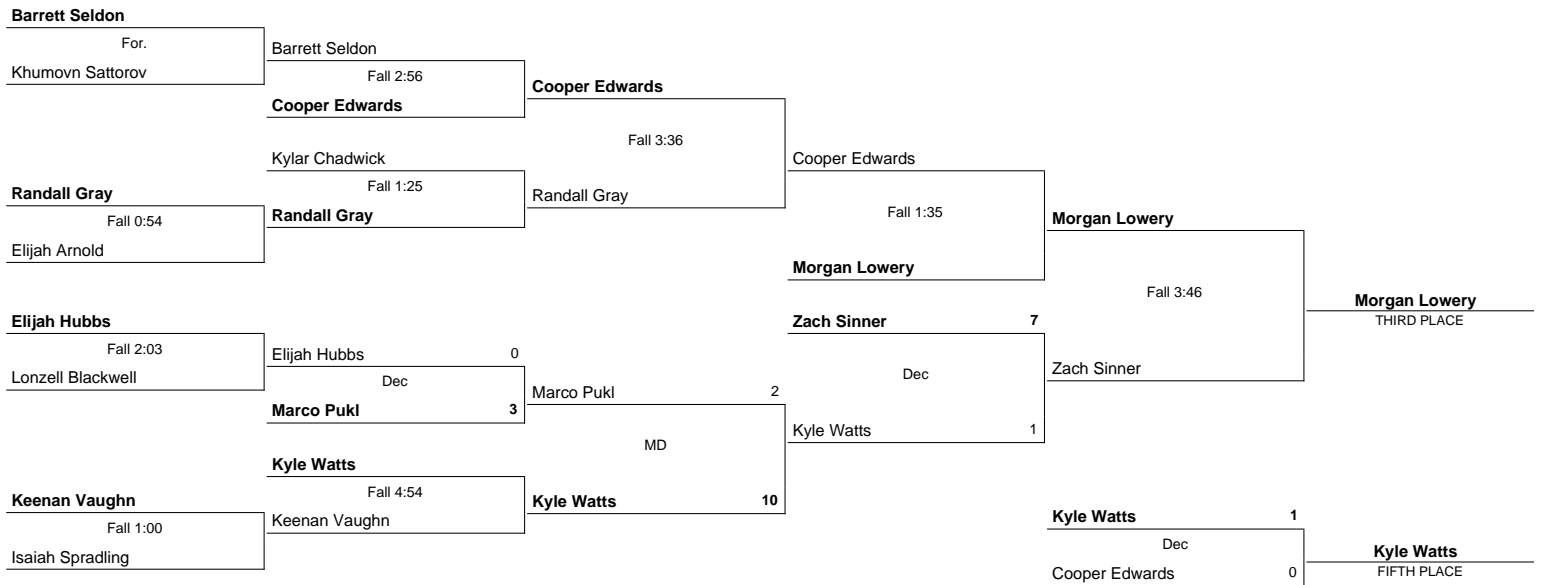 Barrett Seldon
For.
Khumovn Sattorov
Randall Gray
Fall 0:54
Elijah Arnold
Elijah Hubbs
Fall 2:03
Lonzell Blackwell
Keenan Vaughn
Fall 1:00
Isaiah Spradling
Barrett Seldon
Fall 2:56
Cooper Edwards
Kylar Chadwick
Fall 1:25
Randall Gray
Elijah Hubbs 0
Dec
Marco Pukl 3
Kyle Watts
Fall 4:54
Keenan Vaughn
Cooper Edwards
Fall 3:36
Randall Gray
Marco Pukl 2
MD
Kyle Watts 10
Cooper Edwards
Fall 1:35
Morgan Lowery
Zach Sinner 7
Dec
Kyle Watts 1
Morgan Lowery
Fall 3:46
Zach Sinner
Morgan Lowery
THIRD PLACE
Kyle Watts 1
Dec
Cooper Edwards 0
Kyle Watts
FIFTH PLACE